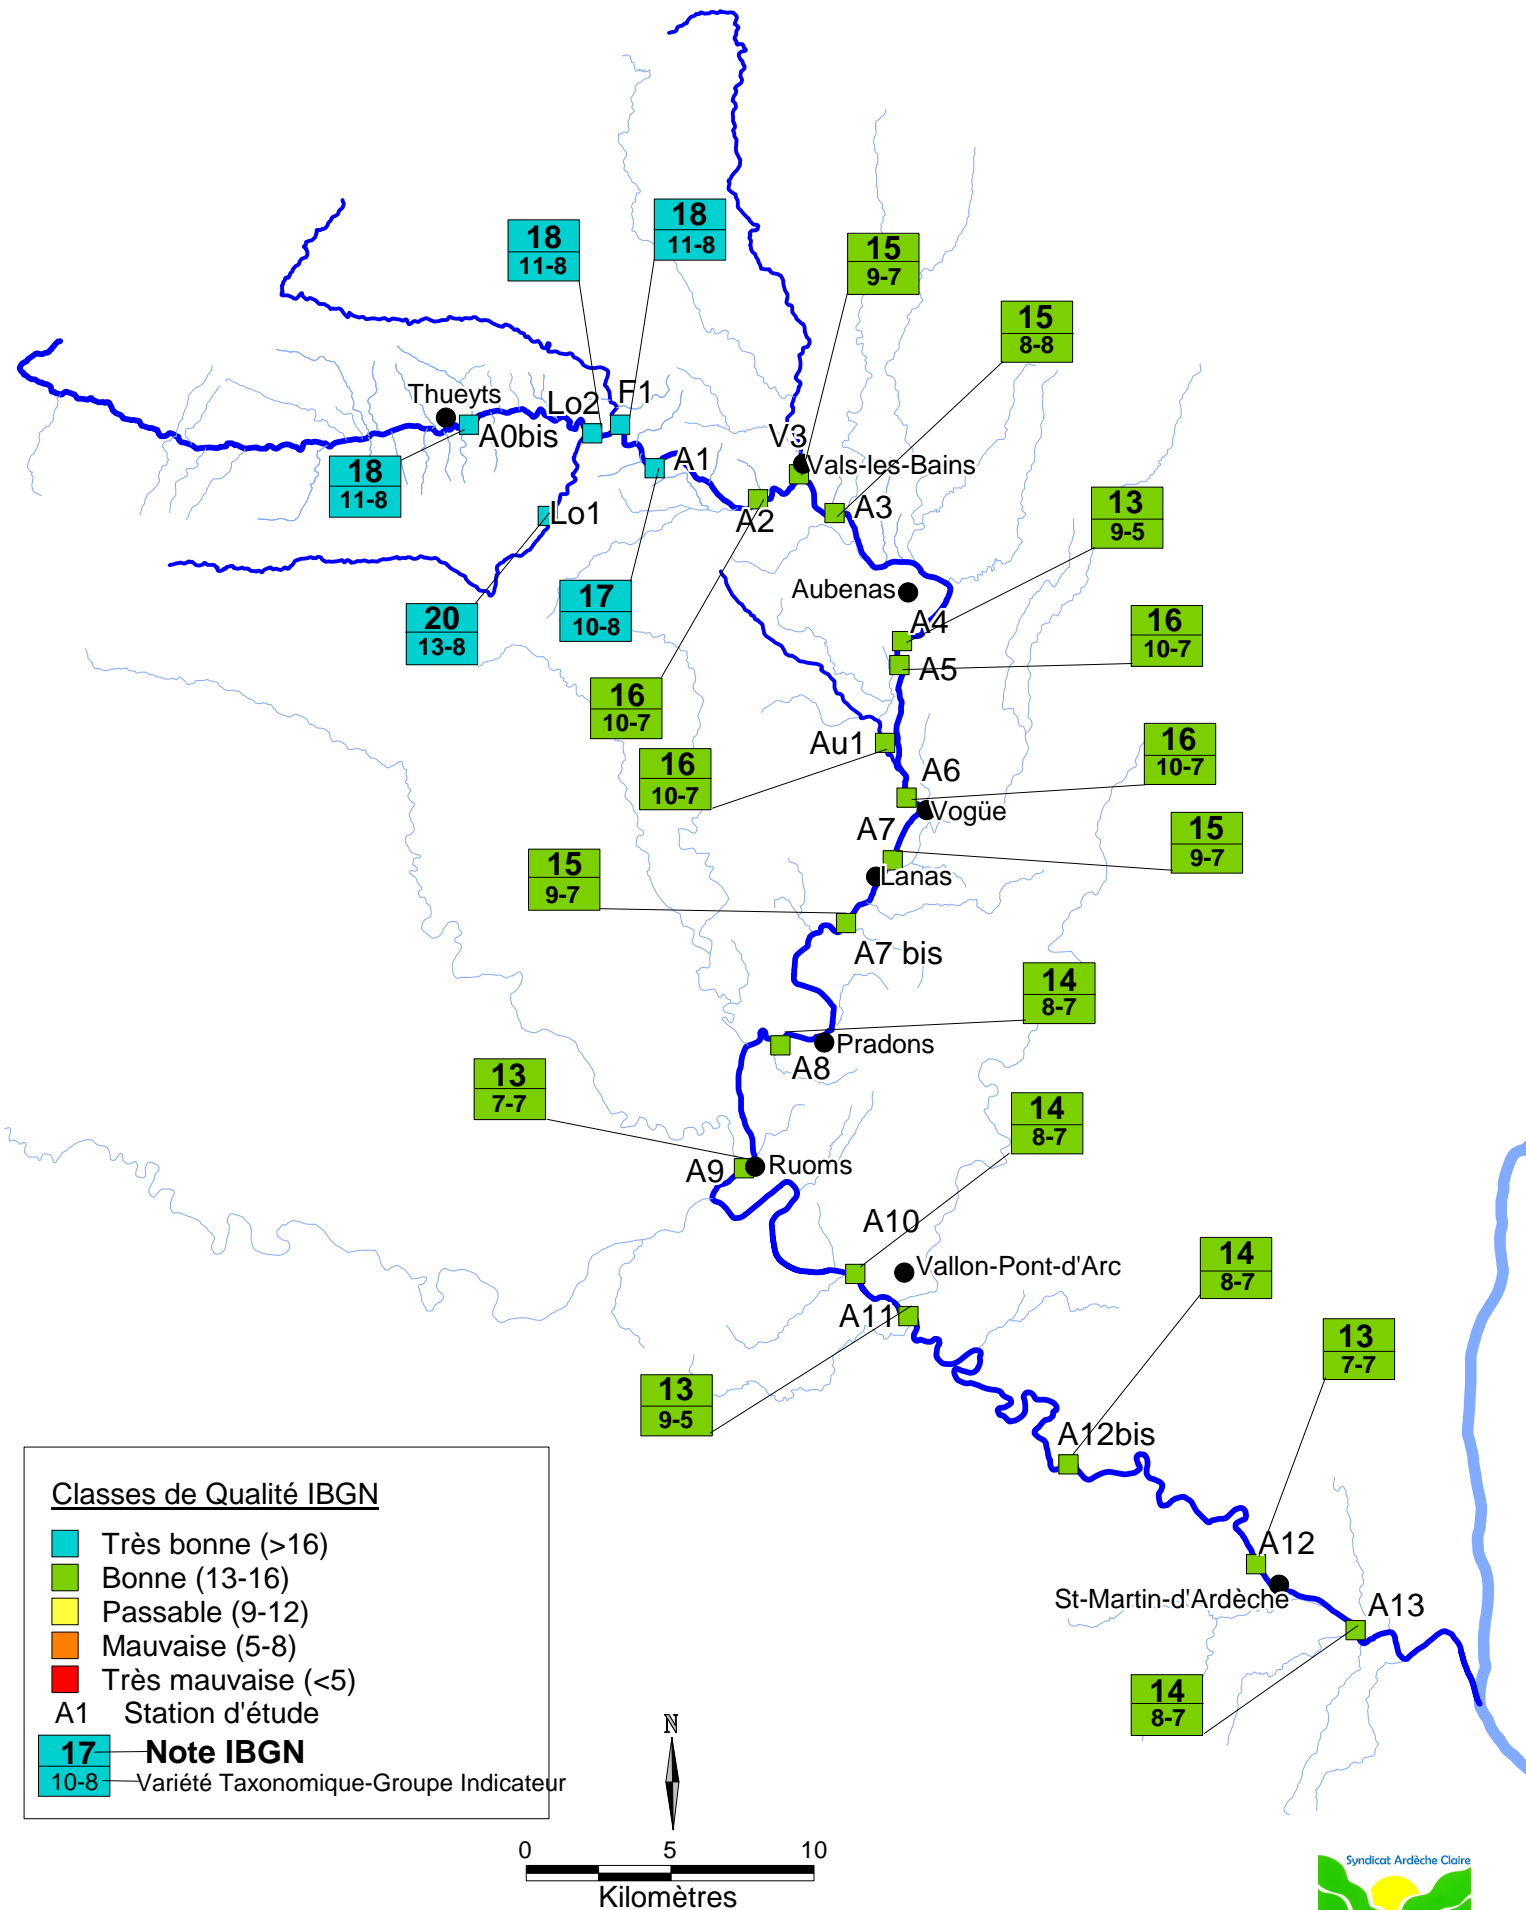 18
11-8
18
11-8
15
9-7
15
8-8
Thueyts
Lo2
F1
A0bis
V3
Vals-les-Bains
A1
18
11-8
A2
A3
Lo1
13
9-5
Aubenas
17
10-8
20
13-8
A4
16
10-7
A5
16
10-7
Au1
16
10-7
A6
16
10-7
Vogüe
A7
15
9-7
Lanas
15
9-7
A7 bis
14
8-7
Pradons
A8
13
7-7
14
8-7
A9
Ruoms
A10
Vallon-Pont-d'Arc
14
8-7
A11
13
7-7
13
9-5
A12bis
A12
St-Martin-d'Ardèche
A13
14
8-7
Classes de Qualité IBGN
Très bonne (>16)
Bonne (13-16)
Passable (9-12)
Mauvaise (5-8)
Très mauvaise (<5)
A1 Station d'étude
17 Note IBGN
10-8 Variété Taxonomique-Groupe Indicateur
N
0 5 10
Kilomètres
Syndicat Ardèche Claire